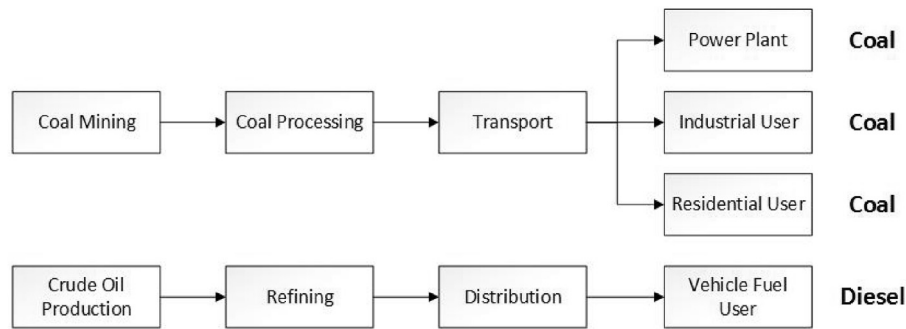 Power Plant
Coal
Coal Mining
Coal Processing
Transport
Industrial User
Coal
Residential User
Coal
Crude Oil
Production
Refining
Distribution
Vehicle Fuel
User
Diesel